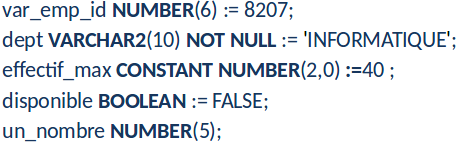 var_emp_id NUMBER(6) := 8207;
dept VARCHAR2(10) NOT NULL := 'INFORMATIQUE';
effectif_max CONSTANT NUMBER(2,0) :=40 ;
disponible BOOLEAN := FALSE;
un_nombre NUMBER(5);